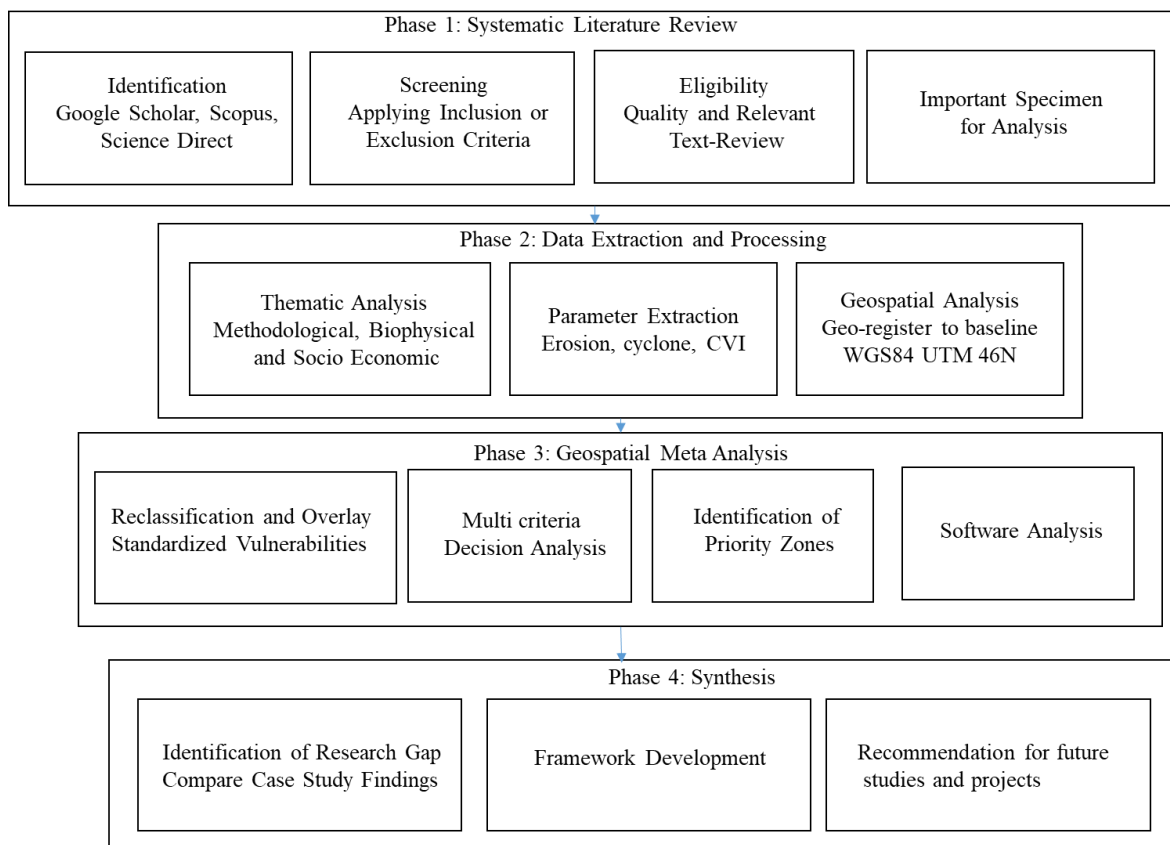 Phase 1: Systematic Literature Review
Identification
Google Scholar, Scopus,
Science Direct
Screening
Applying Inclusion or
Exclusion Criteria
Eligibility
Quality and Relevant
Text-Review
Important Specimen
for Analysis
Phase 2: Data Extraction and Processing
Thematic Analysis
Methodological, Biophysical
and Socio Economic
Parameter Extraction
Erosion, cyclone, CVI
Geospatial Analysis
Geo-register to baseline
WGS84 UTM 46N
Phase 3: Geospatial Meta Analysis
Reclassification and Overlay
Standardized Vulnerabilities
Multi criteria
Decision Analysis
Identification of
Priority Zones
Software Analysis
Phase 4: Synthesis
Identification of Research Gap
Compare Case Study Findings
Framework Development
Recommendation for future
studies and projects